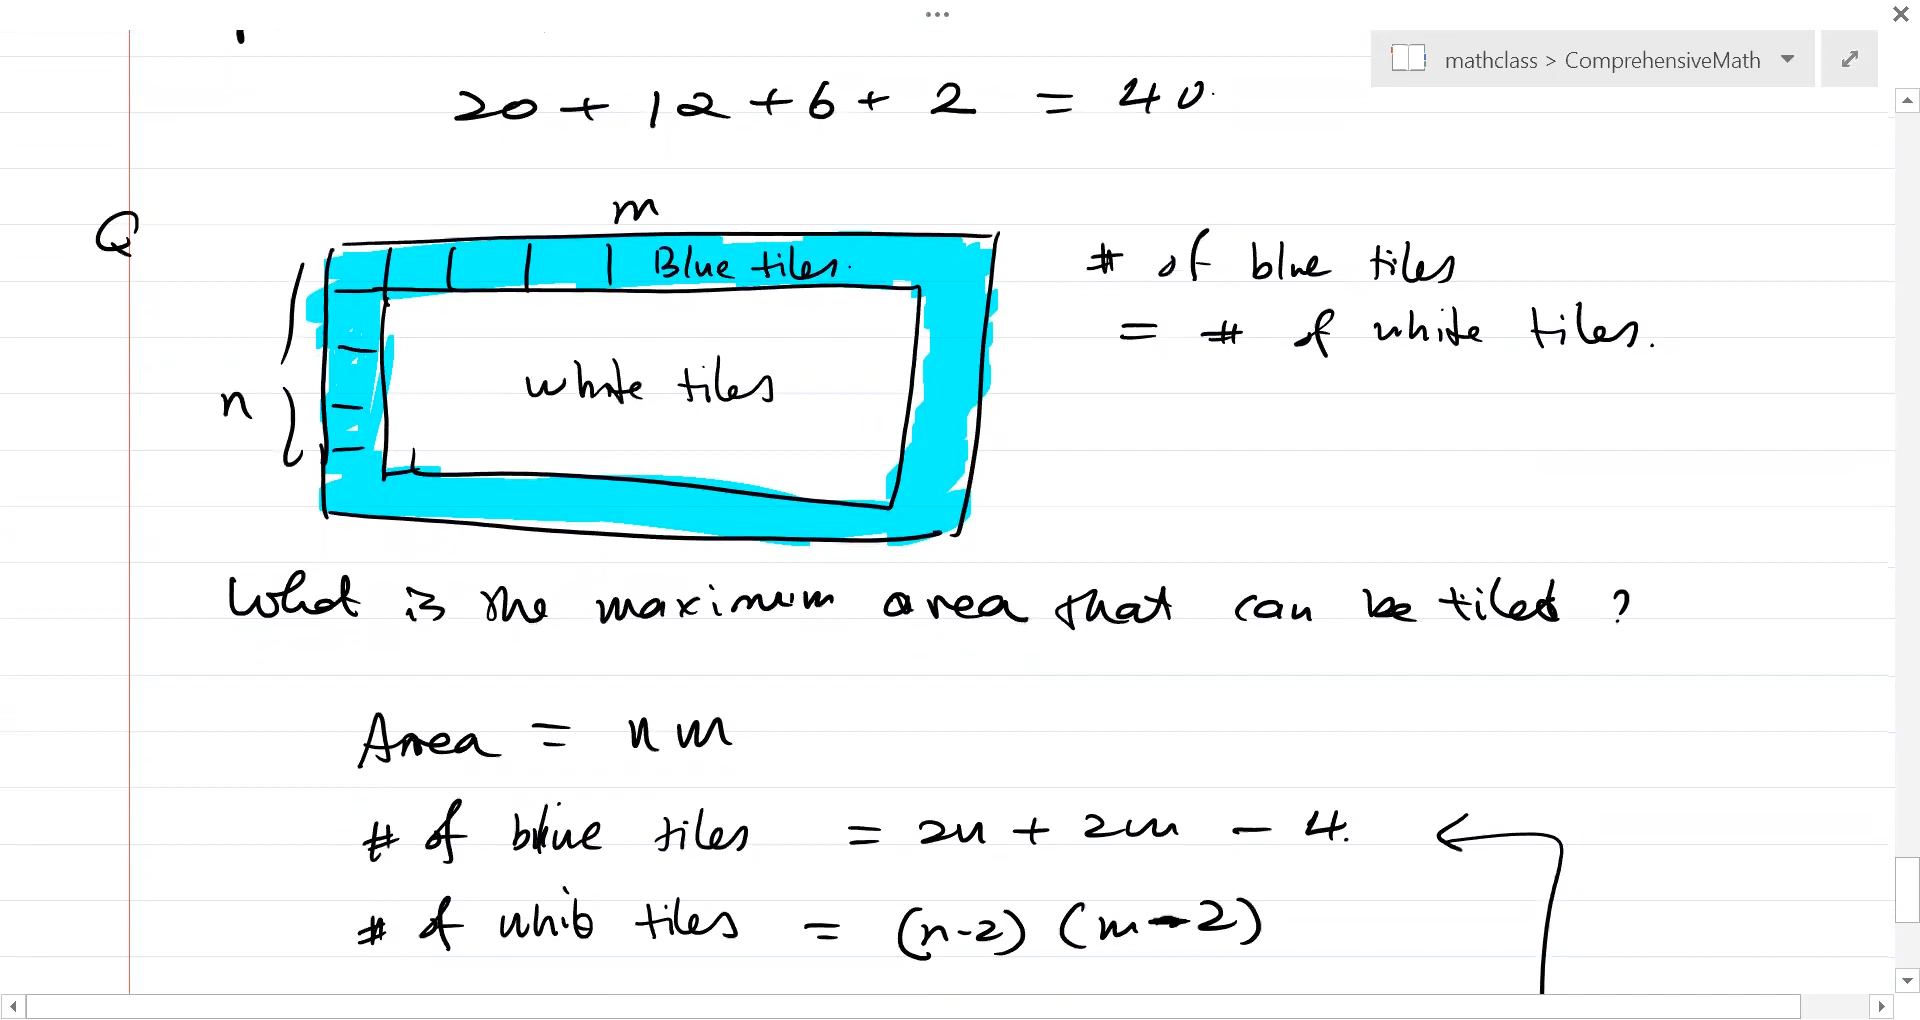 mathclass > ComprehensiveMath
20 + 12 + 6 + 2 = 40.
Q
m
Blue tiles.
# of blue tiles
= # of white tiles.
white tiles
n
What is the maximum area that can be tiled ?
Area = nm
# of blue tiles = 2n + 2m - 4.
# of white tiles = (n-2) (m-2)